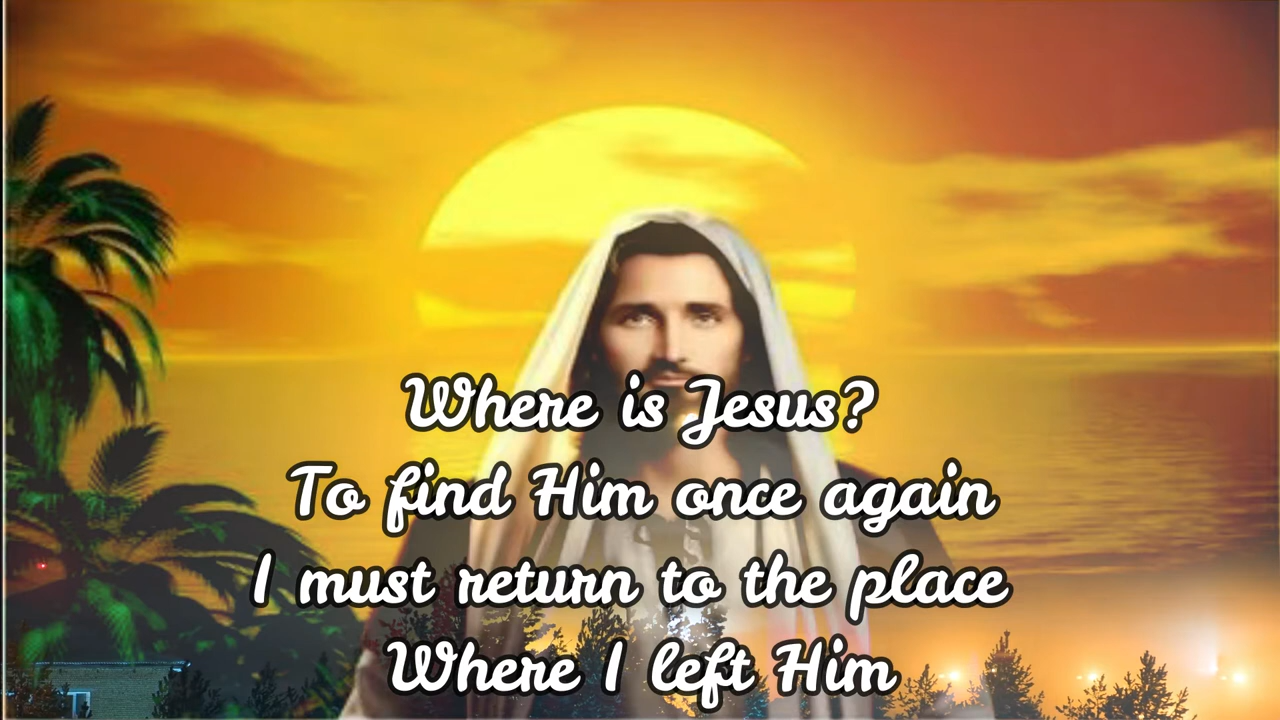 Where is Jesus?
To find Him once again
I must return to the place
Where I left Him